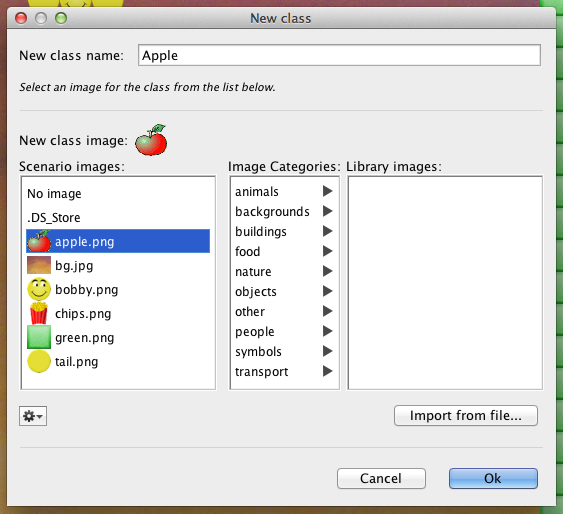 New class
New class name: Apple
Select an image for the class from the list below.
New class image:
Scenario images:
No image
.DS_Store
apple.png
bg.jpg
bobby.png
chips.png
green.png
tail.png
Image Categories:
animals
backgrounds
buildings
food
nature
objects
other
people
symbols
transport
Library images:
Import from file...
Cancel
Ok